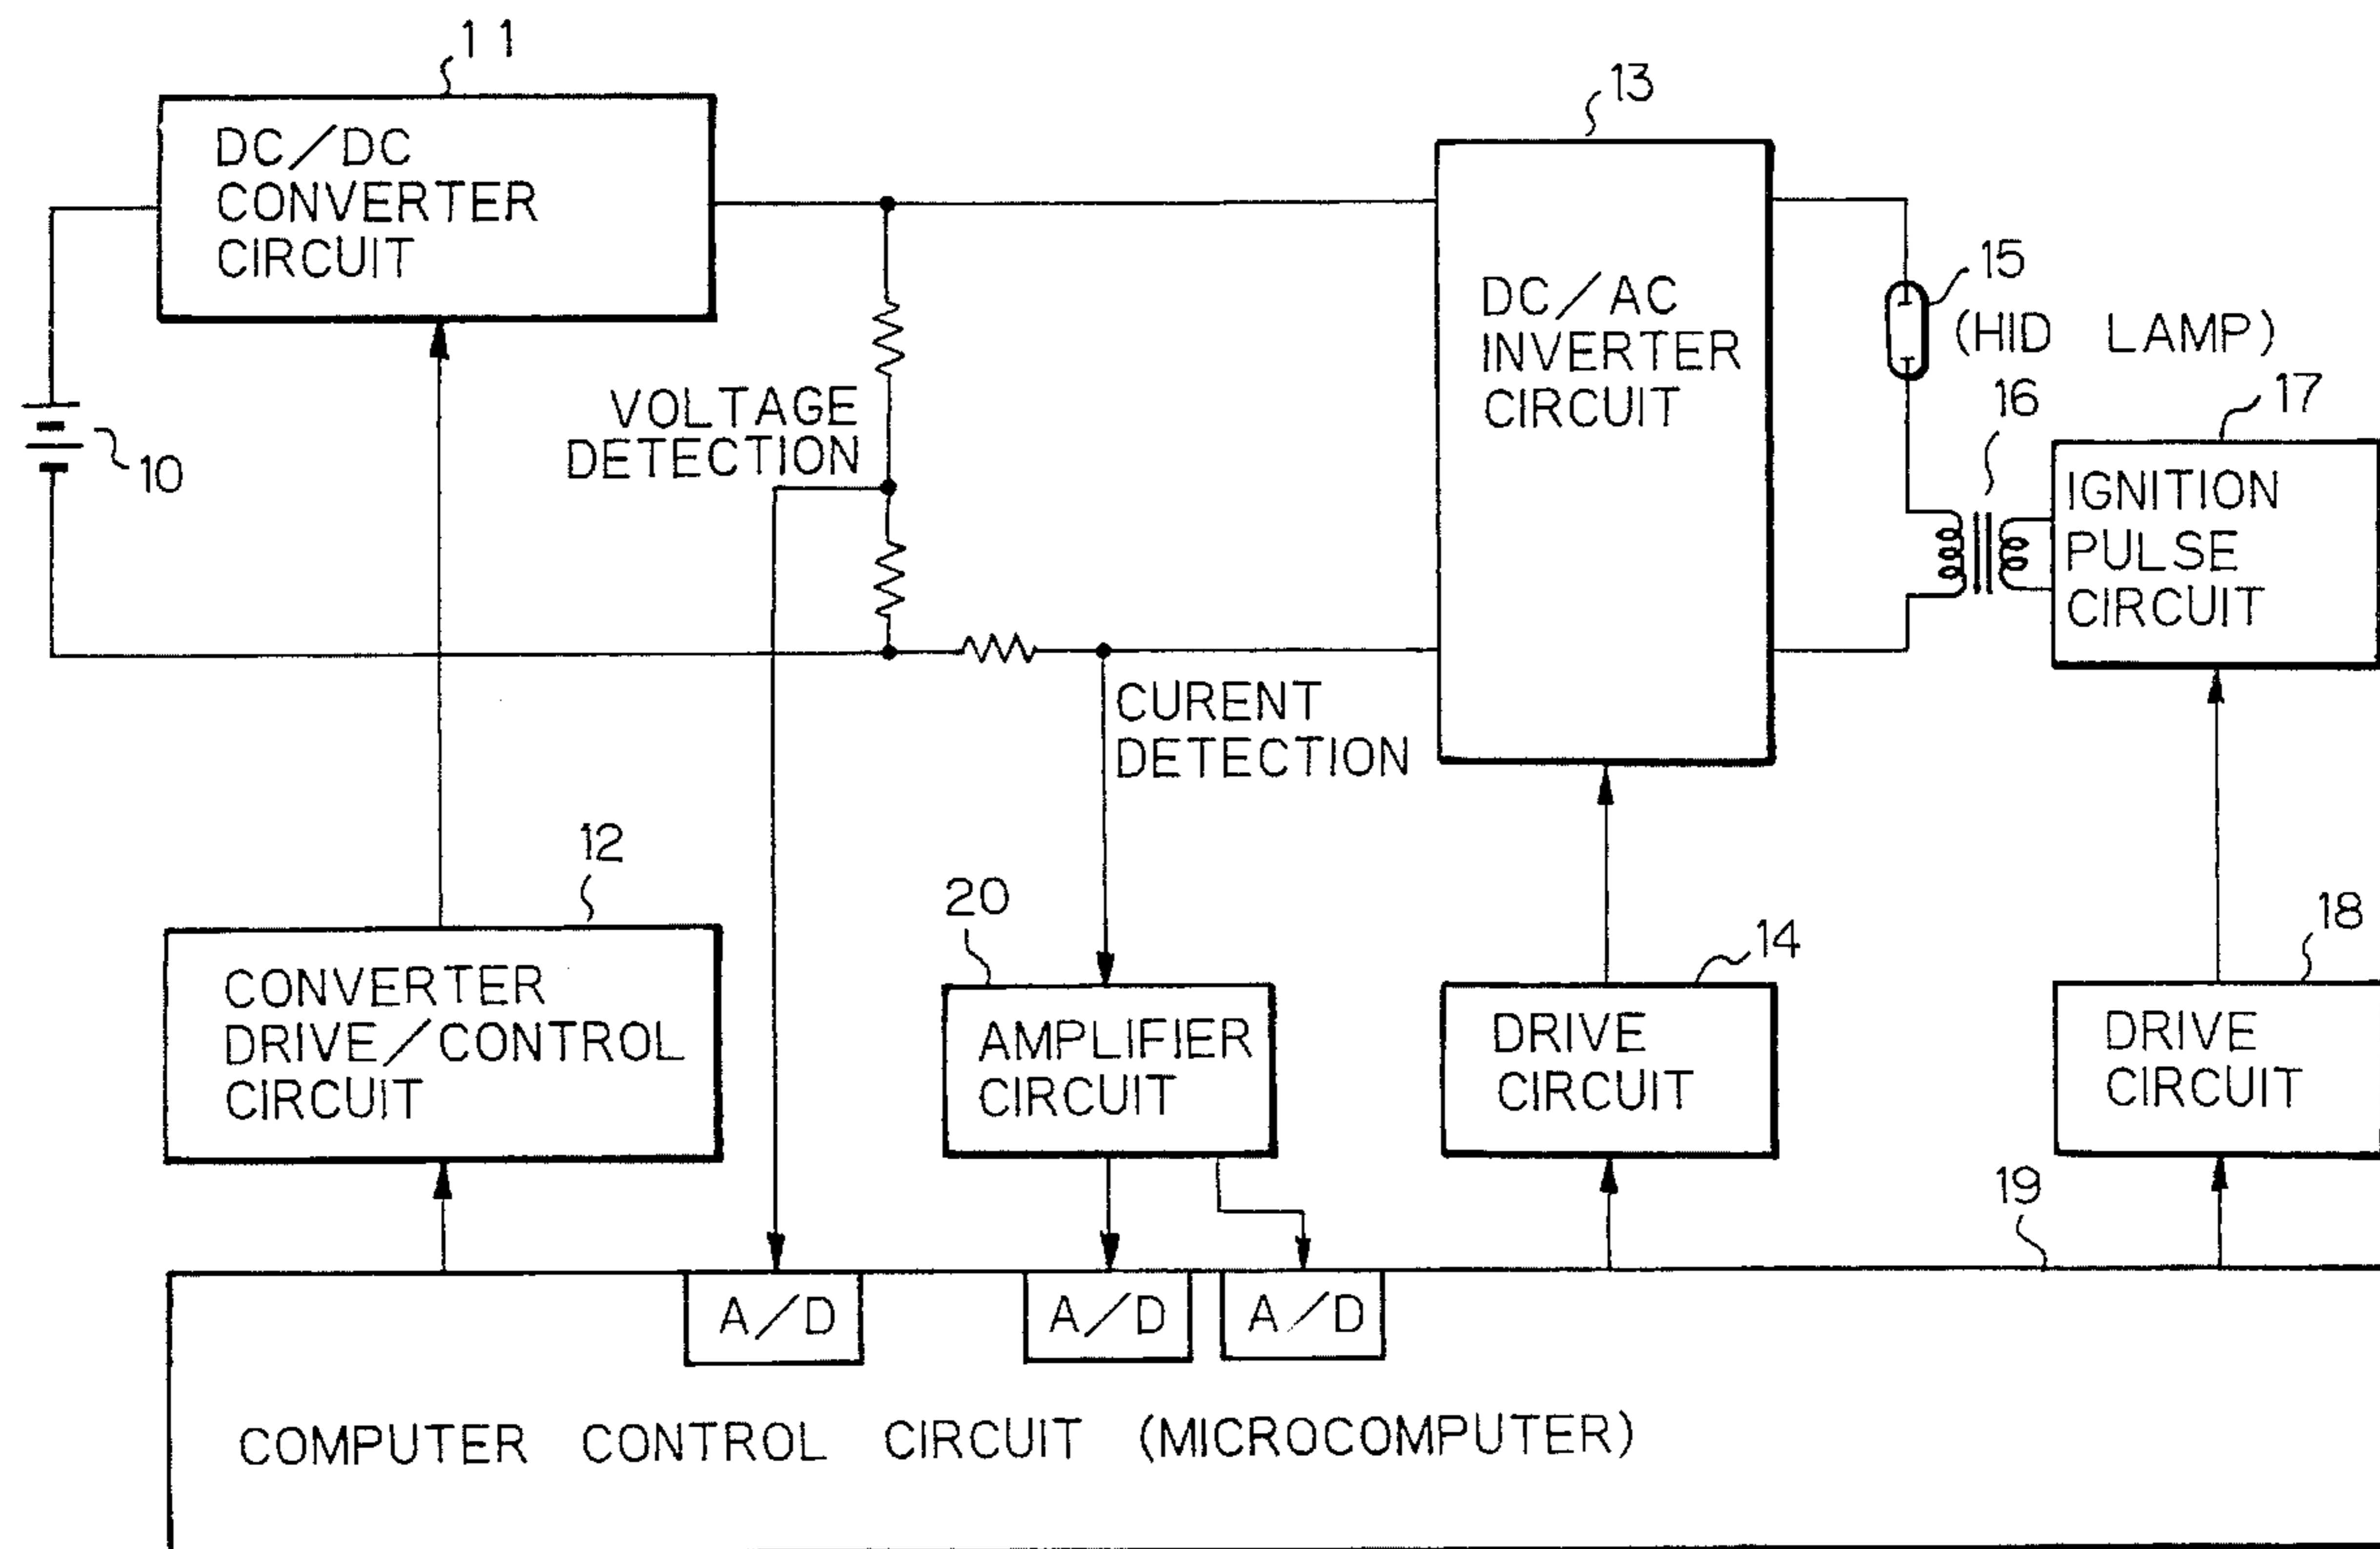 11
DC/DC
CONVERTER
CIRCUIT
13
DC/AC
INVERTER
CIRCUIT
15
(HID LAMP)
16
17
IGNITION
PULSE
CIRCUIT
10
VOLTAGE
DETECTION
CURENT
DETECTION
12
CONVERTER
DRIVE/CONTROL
CIRCUIT
20
AMPLIFIER
CIRCUIT
14
DRIVE
CIRCUIT
18
DRIVE
CIRCUIT
19
A/D
A/D
A/D
COMPUTER CONTROL CIRCUIT (MICROCOMPUTER)